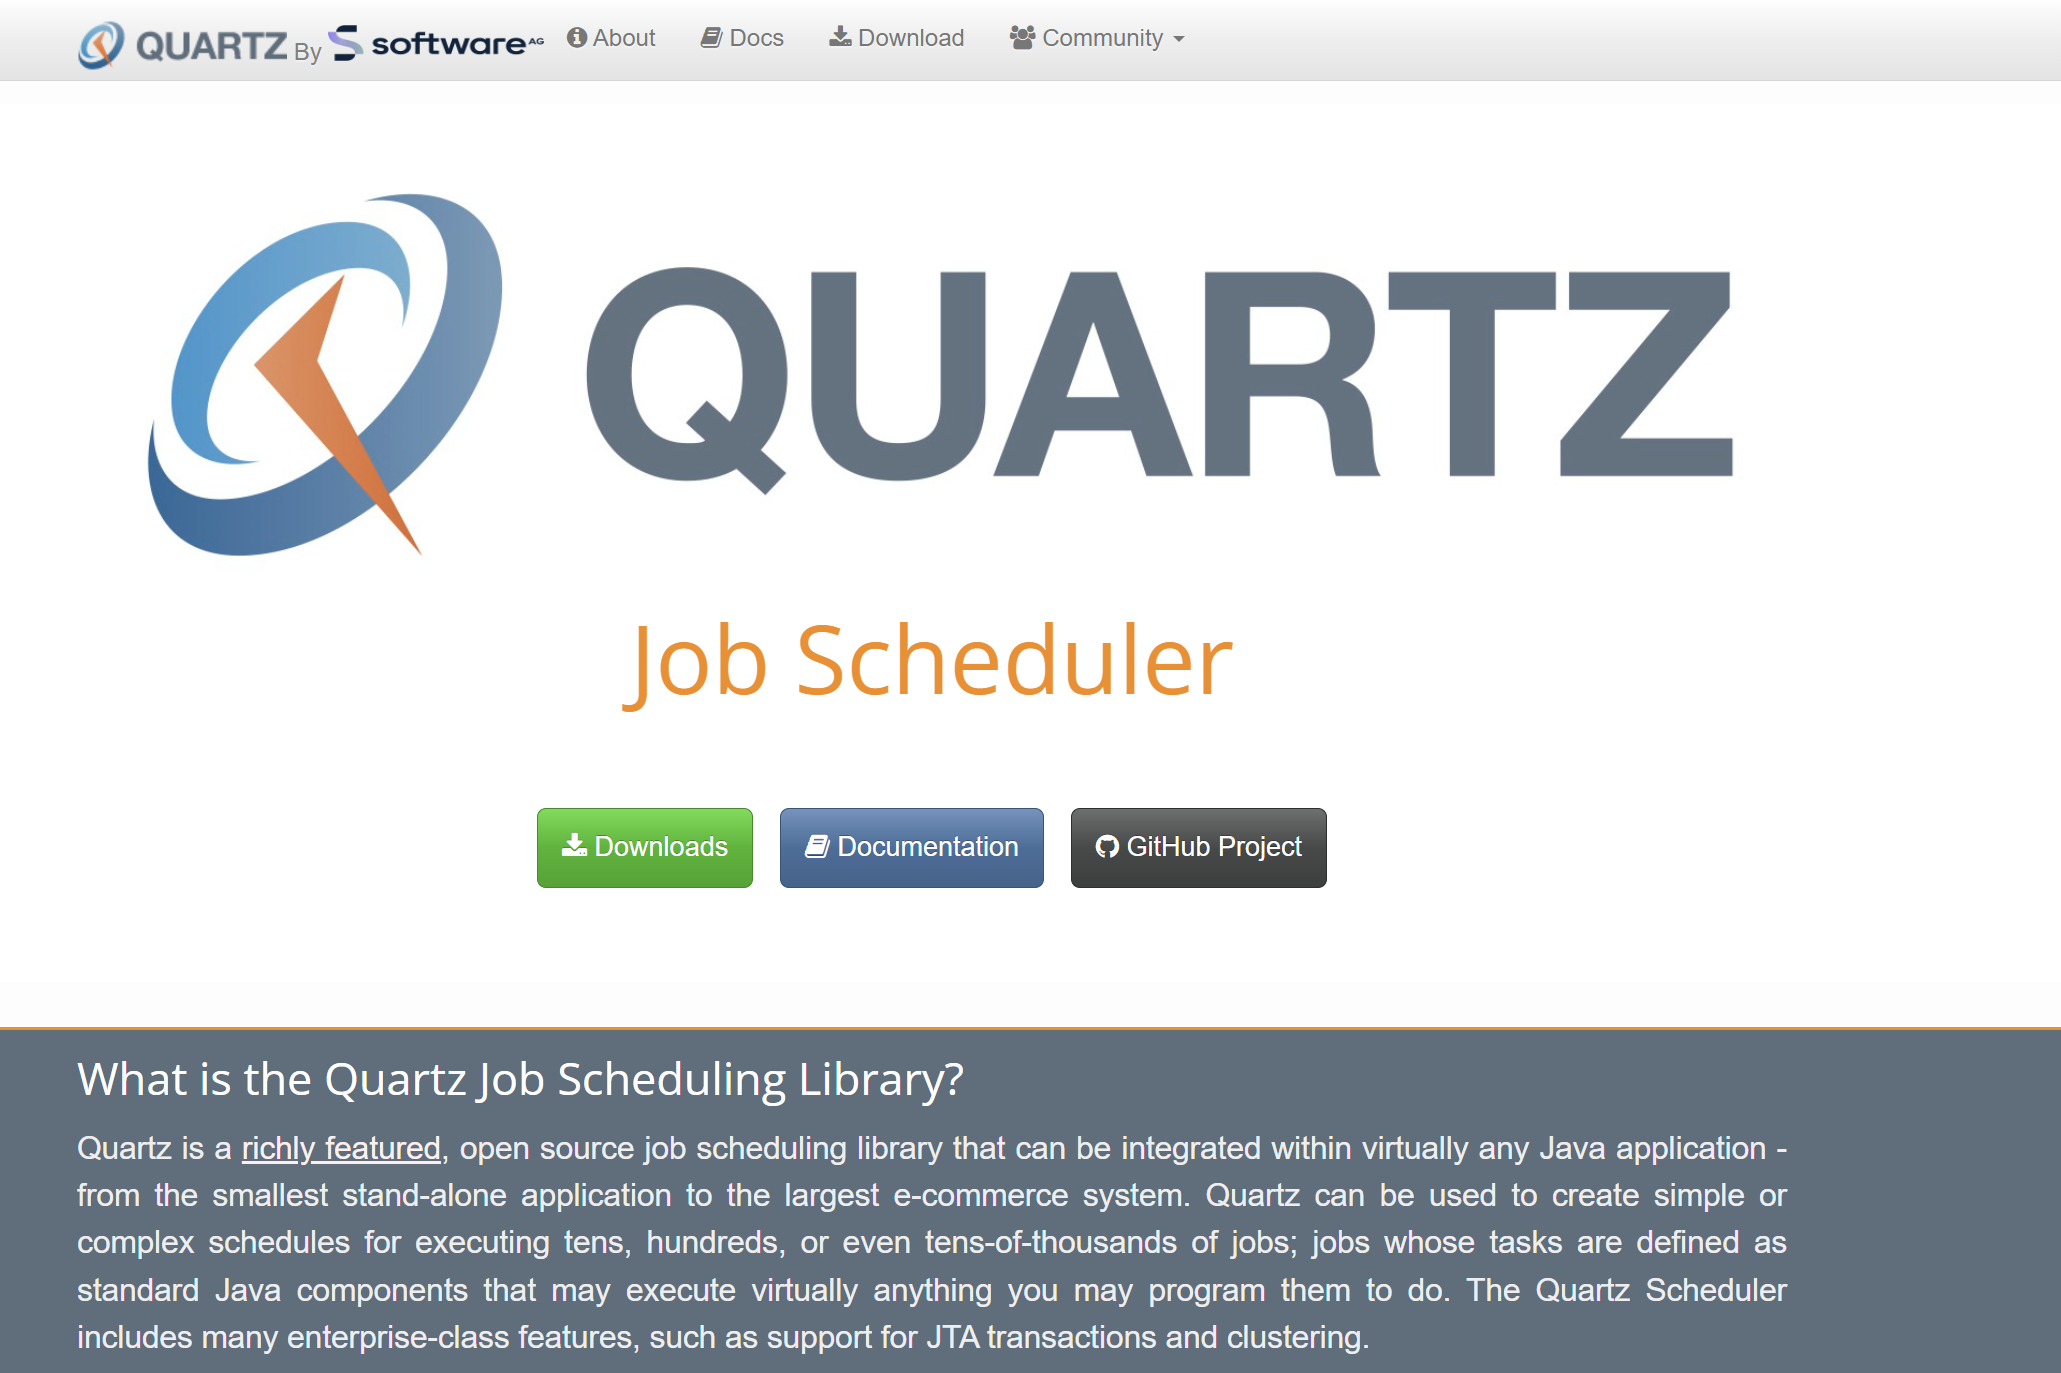 QUARTZ By software AG About Docs Download Community
QUARTZ
Job Scheduler
Downloads Documentation GitHub Project
What is the Quartz Job Scheduling Library?
Quartz is a richly featured, open source job scheduling library that can be integrated within virtually any Java application -
from the smallest stand-alone application to the largest e-commerce system. Quartz can be used to create simple or
complex schedules for executing tens, hundreds, or even tens-of-thousands of jobs; jobs whose tasks are defined as
standard Java components that may execute virtually anything you may program them to do. The Quartz Scheduler
includes many enterprise-class features, such as support for JTA transactions and clustering.